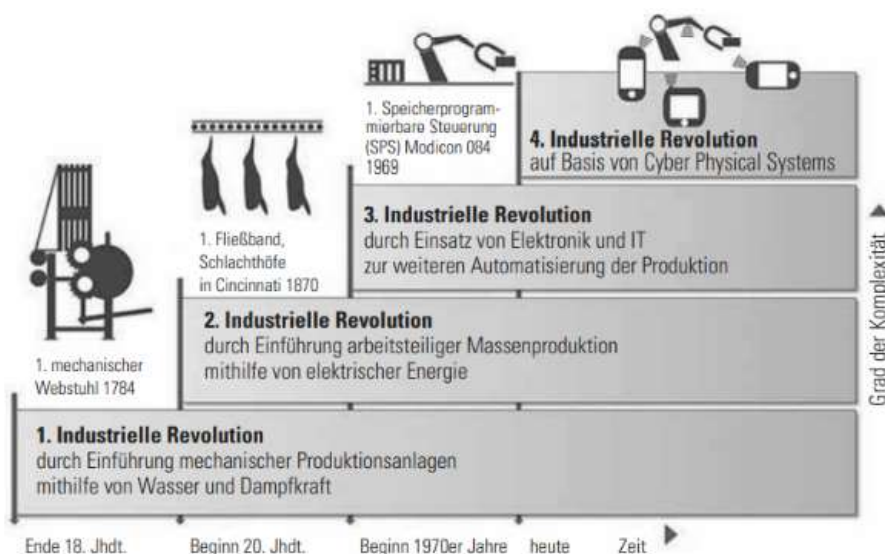 1. Speicherprogram-
mierbare Steuerung
(SPS) Modicon 084
1969
4. Industrielle Revolution
auf Basis von Cyber Physical Systems
1. Fließband,
Schlachthöfe
in Cincinnati 1870
3. Industrielle Revolution
durch Einsatz von Elektronik und IT
zur weiteren Automatisierung der Produktion
1. mechanischer
Webstuhl 1784
2. Industrielle Revolution
durch Einführung arbeitsteiliger Massenproduktion
mithilfe von elektrischer Energie
1. Industrielle Revolution
durch Einführung mechanischer Produktionsanlagen
mithilfe von Wasser und Dampfkraft
Grad der Komplexität
Ende 18. Jhdt.
Beginn 20. Jhdt.
Beginn 1970er Jahre
heute
Zeit